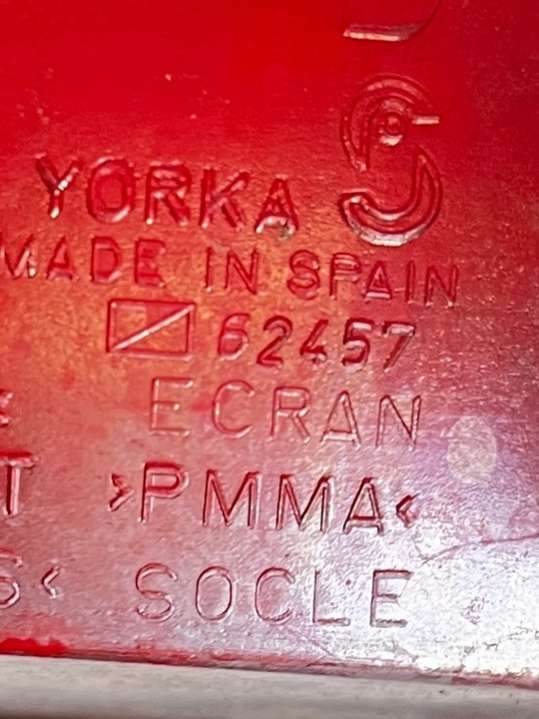 YORKA
MADE IN SPAIN
62457
ECRAN
T >PMMA<
S< SOCLE